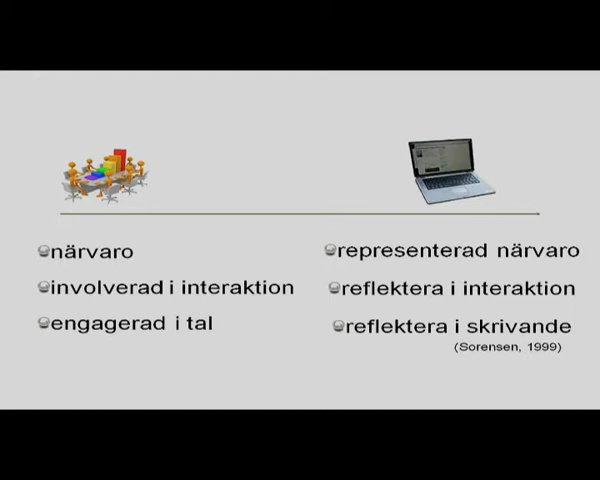 närvaro
involverad i interaktion
engagerad i tal
representerad närvaro
reflektera i interaktion
reflektera i skrivande
(Sorensen, 1999)